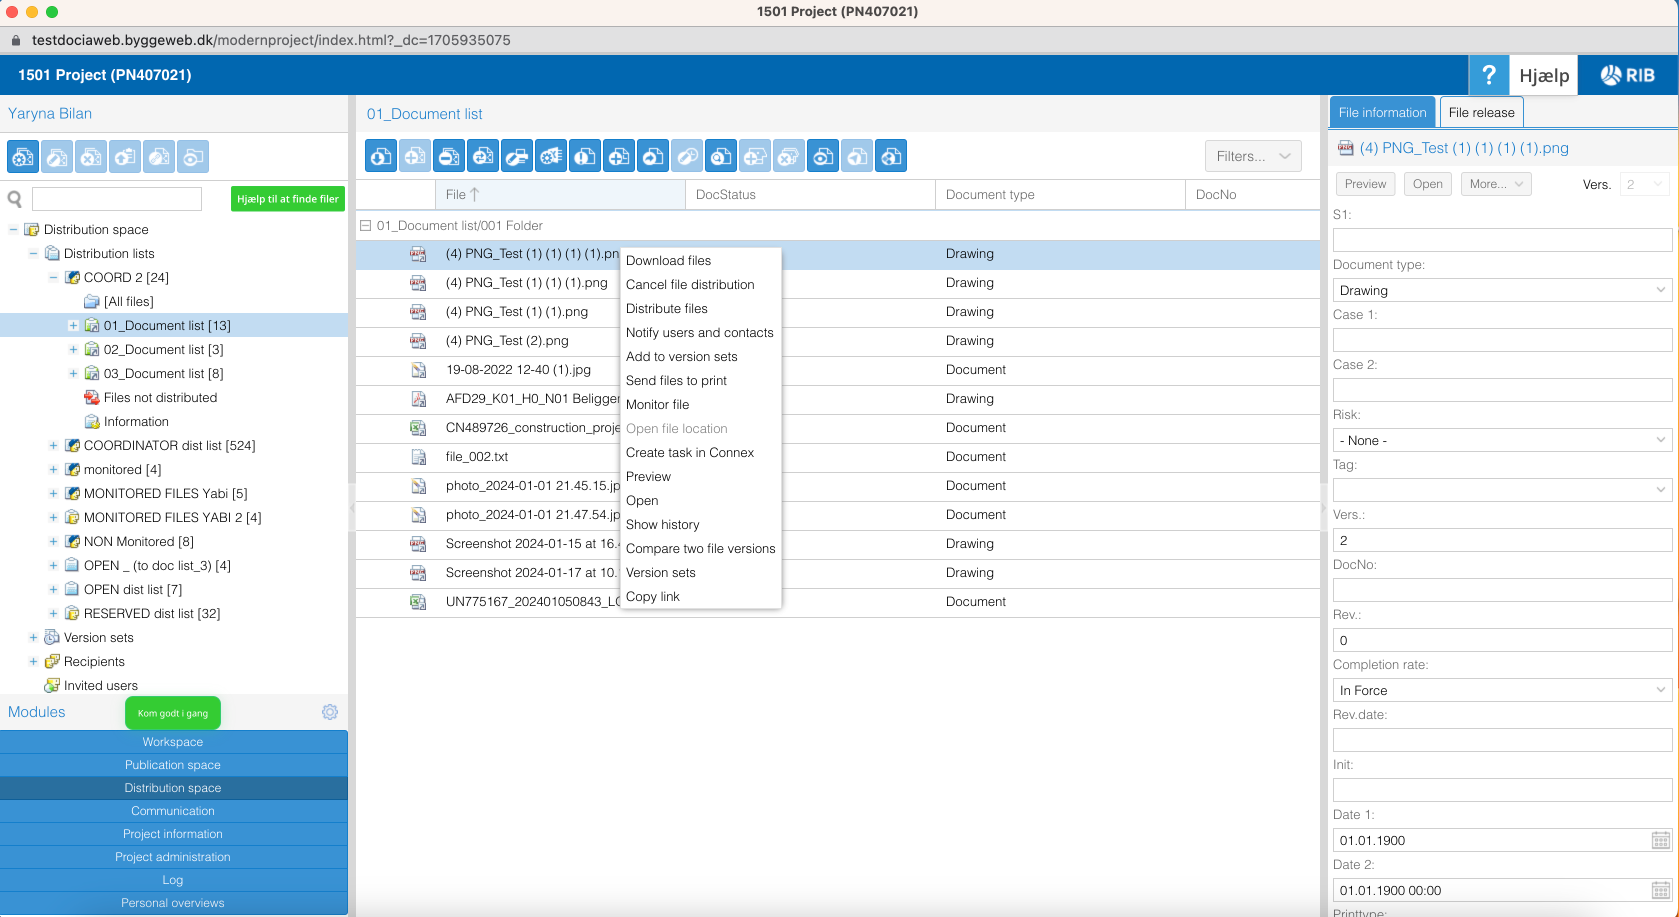 1501 Project (PN407021)
testdociaweb.byggeweb.dk/modernproject/index.html?_dc=1705935075
1501 Project (PN407021)
?
Hjælp
RIB
Yaryna Bilan
Hjælp til at finde filer
Distribution space
Distribution lists
COORD 2 [24]
[All files]
01_Document list [13]
02_Document list [3]
03_Document list [8]
Files not distributed
Information
COORDINATOR dist list [524]
monitored [4]
MONITORED FILES Yabi [5]
MONITORED FILES YABI 2 [4]
NON Monitored [8]
OPEN _ (to doc list_3) [4]
OPEN dist list [7]
RESERVED dist list [32]
Version sets
Recipients
Invited users
Modules
Kom godt i gang
Workspace
Publication space
Distribution space
Communication
Project information
Project administration
Log
Personal overviews
01_Document list
Filters...
File DocStatus Document type DocNo
01_Document list/001 Folder
(4) PNG_Test (1) (1) (1) (1).pn Drawing
(4) PNG_Test (1) (1) (1).png Drawing
(4) PNG_Test (1) (1).png Drawing
(4) PNG_Test (2).png Drawing
19-08-2022 12-40 (1).jpg Document
AFD29_K01_H0_N01 Beligger Drawing
CN489726_construction_proje Document
file_002.txt Document
photo_2024-01-01 21.45.15.jp Document
photo_2024-01-01 21.47.54.jp Document
Screenshot 2024-01-15 at 16. Drawing
Screenshot 2024-01-17 at 10. Drawing
UN775167_202401050843_LO Document
Download files
Cancel file distribution
Distribute files
Notify users and contacts
Add to version sets
Send files to print
Monitor file
Open file location
Create task in Connex
Preview
Open
Show history
Compare two file versions
Version sets
Copy link
File information File release
(4) PNG_Test (1) (1) (1) (1).png
Preview Open More... Vers. 2
S1:
Document type:
Drawing
Case 1:
Case 2:
Risk:
- None -
Tag:
Vers.:
2
DocNo:
Rev.:
0
Completion rate:
In Force
Rev.date:
Init:
Date 1:
01.01.1900
Date 2:
01.01.1900 00:00
Printtype: